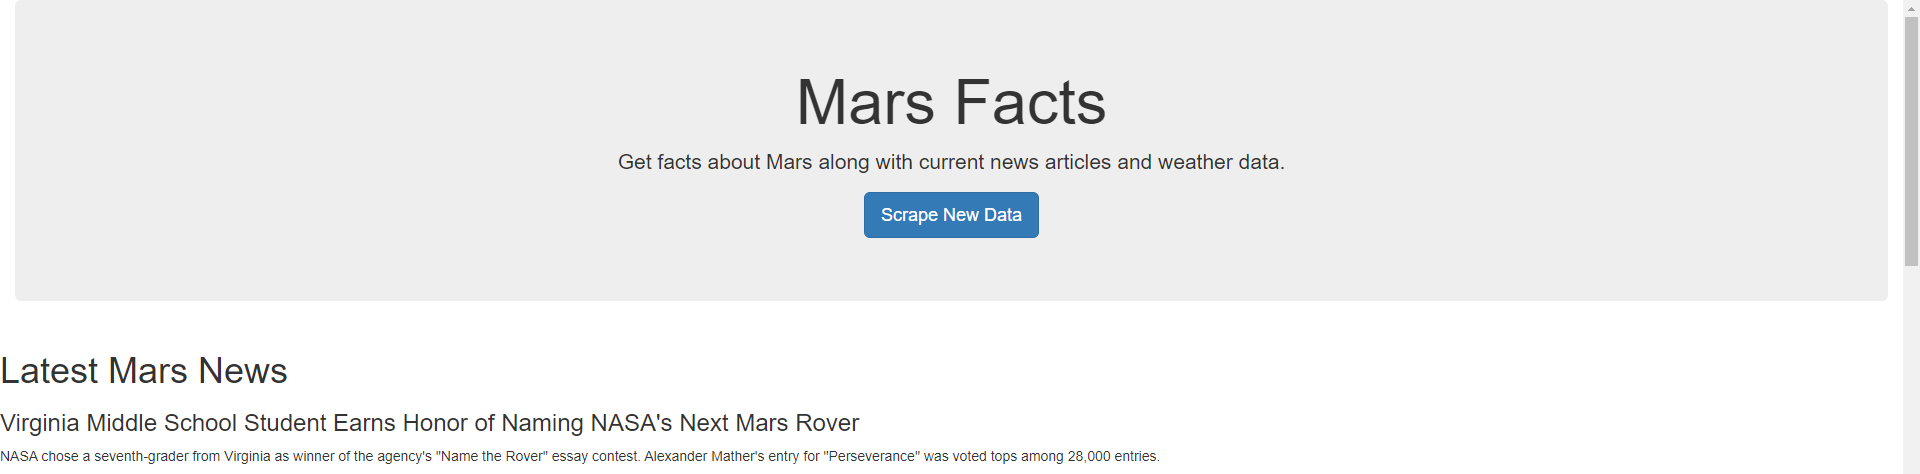 Mars Facts
Get facts about Mars along with current news articles and weather data.
Scrape New Data
Latest Mars News
Virginia Middle School Student Earns Honor of Naming NASA's Next Mars Rover
NASA chose a seventh-grader from Virginia as winner of the agency's "Name the Rover" essay contest. Alexander Mather's entry for "Perseverance" was voted tops among 28,000 entries.